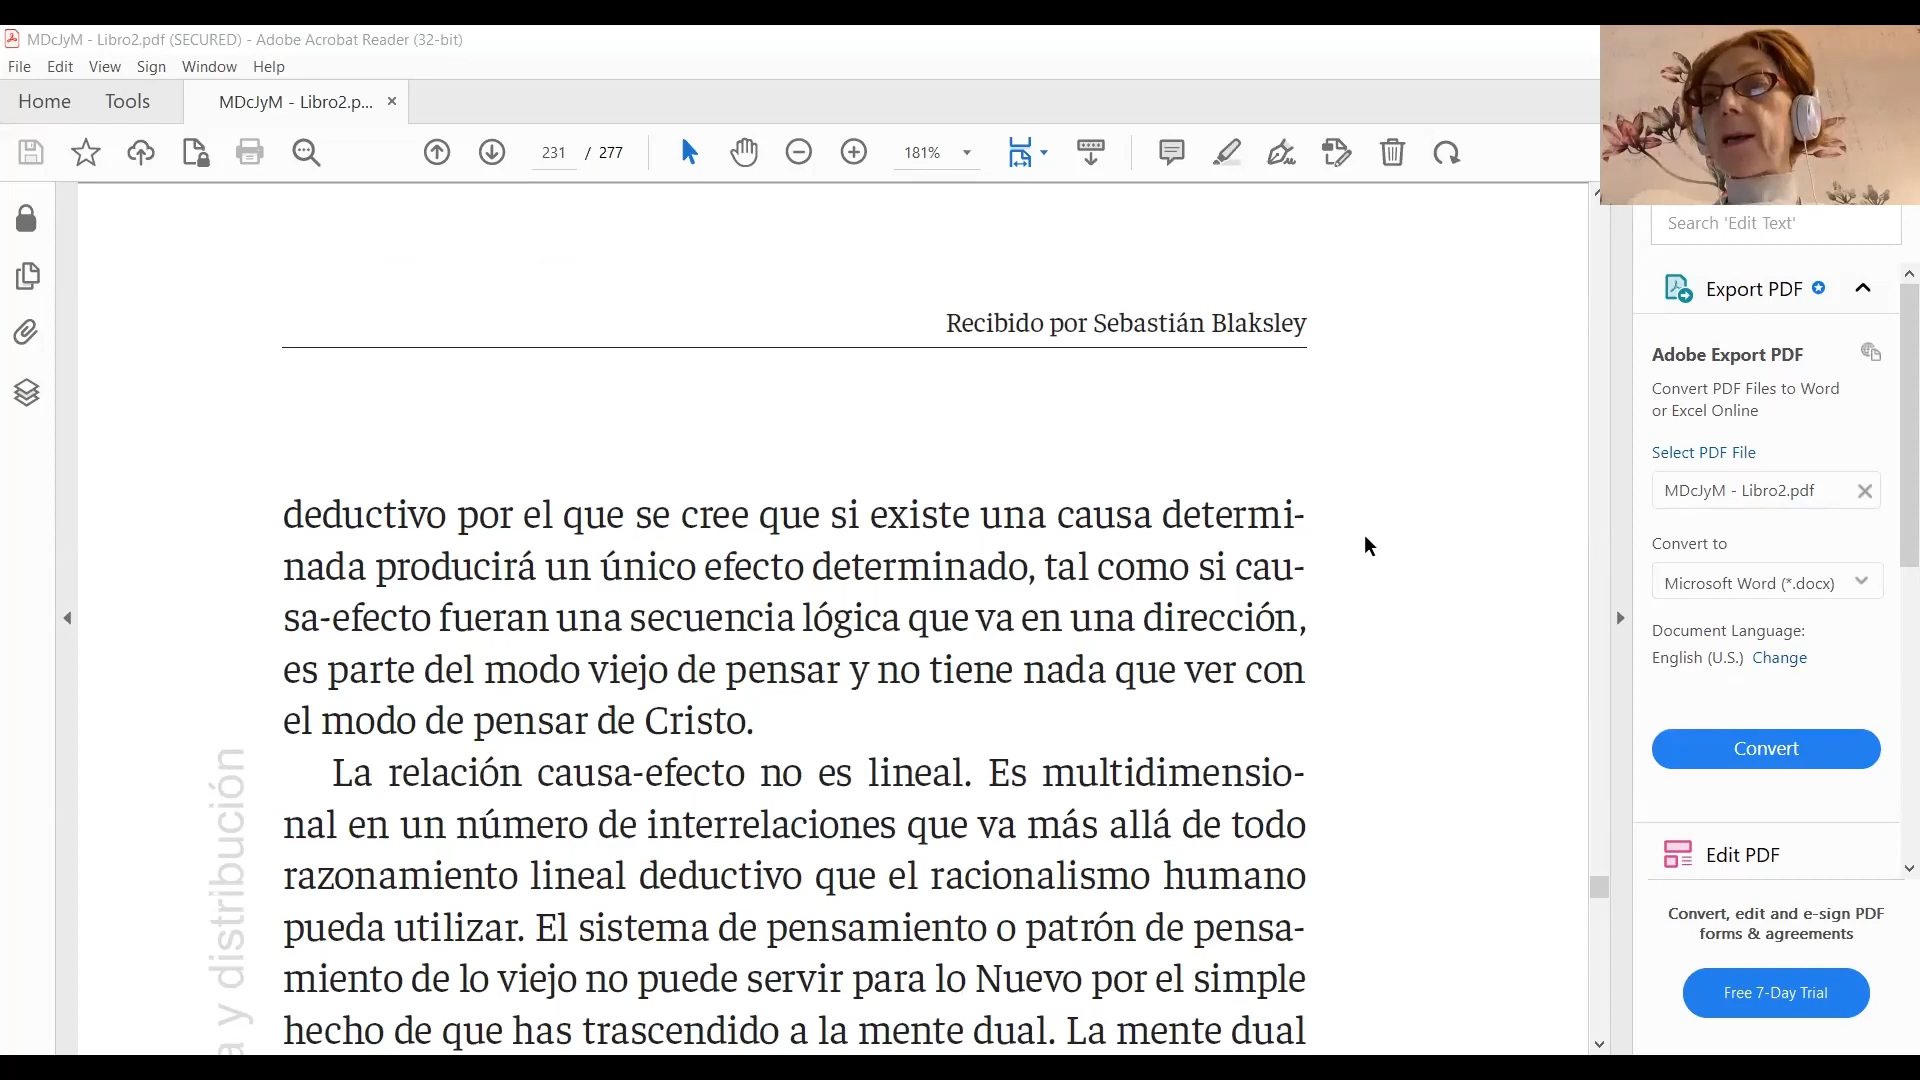 MDcJyM - Libro2.pdf (SECURED) - Adobe Acrobat Reader (32-bit)
File Edit View Sign Window Help
Home Tools MDcJyM - Libro2.p... ×
231 / 277 181%
Search 'Edit Text'
Export PDF
Adobe Export PDF
Convert PDF Files to Word
or Excel Online
Select PDF File
MDcJyM - Libro2.pdf
Convert to
Microsoft Word (*.docx)
Document Language:
English (U.S.) Change
Convert
Edit PDF
Convert, edit and e-sign PDF
forms & agreements
Free 7-Day Trial
Recibido por Sebastián Blaksley
deductivo por el que se cree que si existe una causa determi-
nada producirá un único efecto determinado, tal como si cau-
sa-efecto fueran una secuencia lógica que va en una dirección,
es parte del modo viejo de pensar y no tiene nada que ver con
el modo de pensar de Cristo.
La relación causa-efecto no es lineal. Es multidimensio-
nal en un número de interrelaciones que va más allá de todo
razonamiento lineal deductivo que el racionalismo humano
pueda utilizar. El sistema de pensamiento o patrón de pensa-
miento de lo viejo no puede servir para lo Nuevo por el simple
hecho de que has trascendido a la mente dual. La mente dual
a y distribución